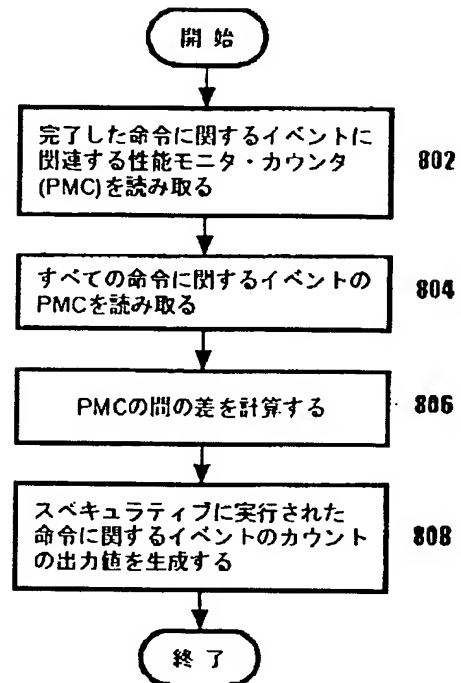 開 始
完了した命令に関するイベントに
関連する性能モニタ・カウンタ
(PMC)を読み取る
802
すべての命令に関するイベントの
PMCを読み取る
804
PMCの間の差を計算する
806
スペキュラティブに実行された
命令に関するイベントのカウント
の出力値を生成する
808
終 了